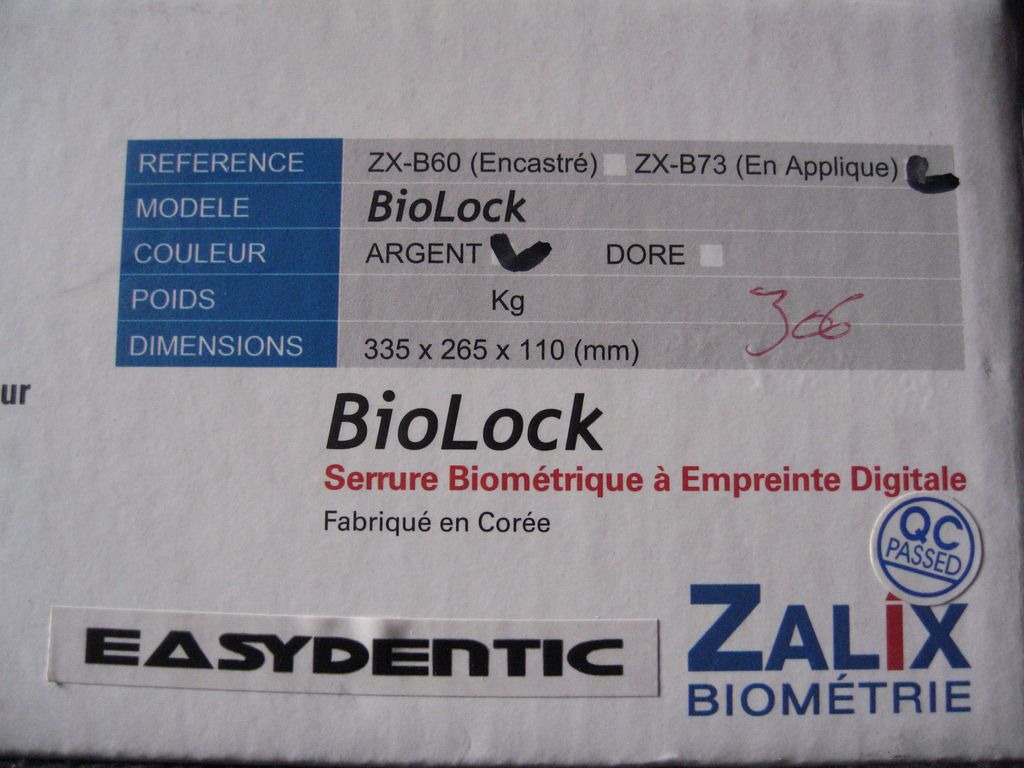 REFERENCE ZX-B60 (Encastré) ZX-B73 (En Applique)
MODELE BioLock
COULEUR ARGENT DORE
POIDS Kg
DIMENSIONS 335 x 265 x 110 (mm)
306
ur
BioLock
Serrure Biométrique à Empreinte Digitale
Fabriqué en Corée
QC
PASSED
EASYDENTIC
ZALIX
BIOMÉTRIE